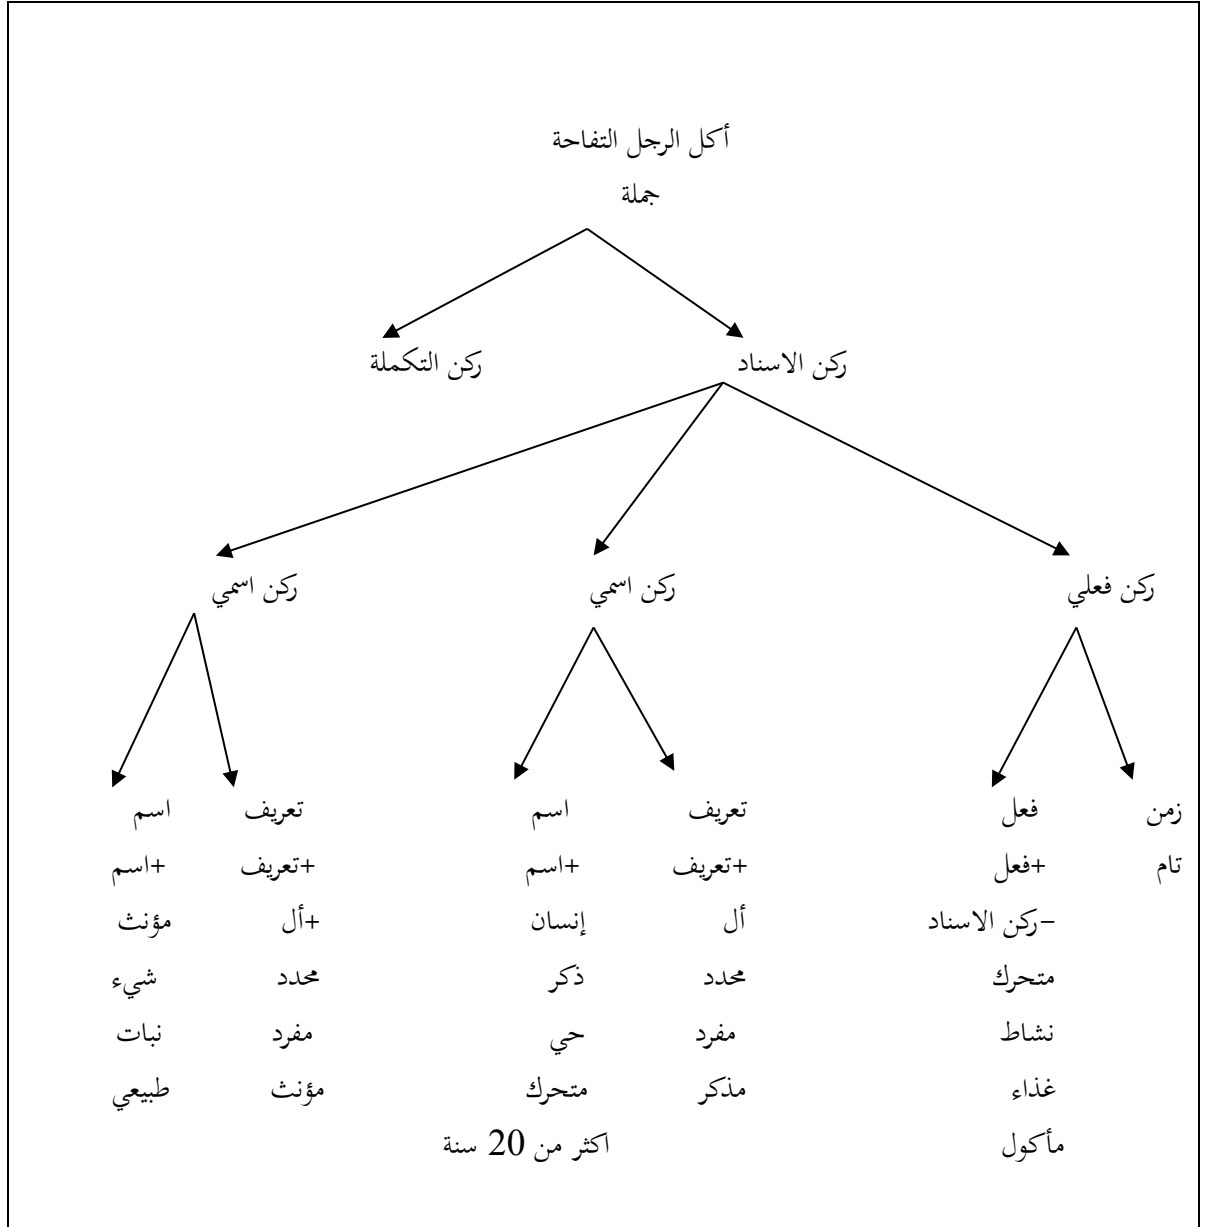 أكل الرجل التفاحة
جملة
ركن الاسناد ركن التكملة
ركن فعلي ركن اسمي ركن اسمي
زمن فعل تعريف اسم تعريف اسم
تام +فعل +تعريف +اسم +تعريف +اسم
–ركن الاسناد أل إنسان +أل مؤنث
متحرك محدد ذكر محدد شيء
نشاط مفرد حي مفرد نبات
غذاء مذكر متحرك مؤنث طبيعي
مأكول اكثر من 20 سنة